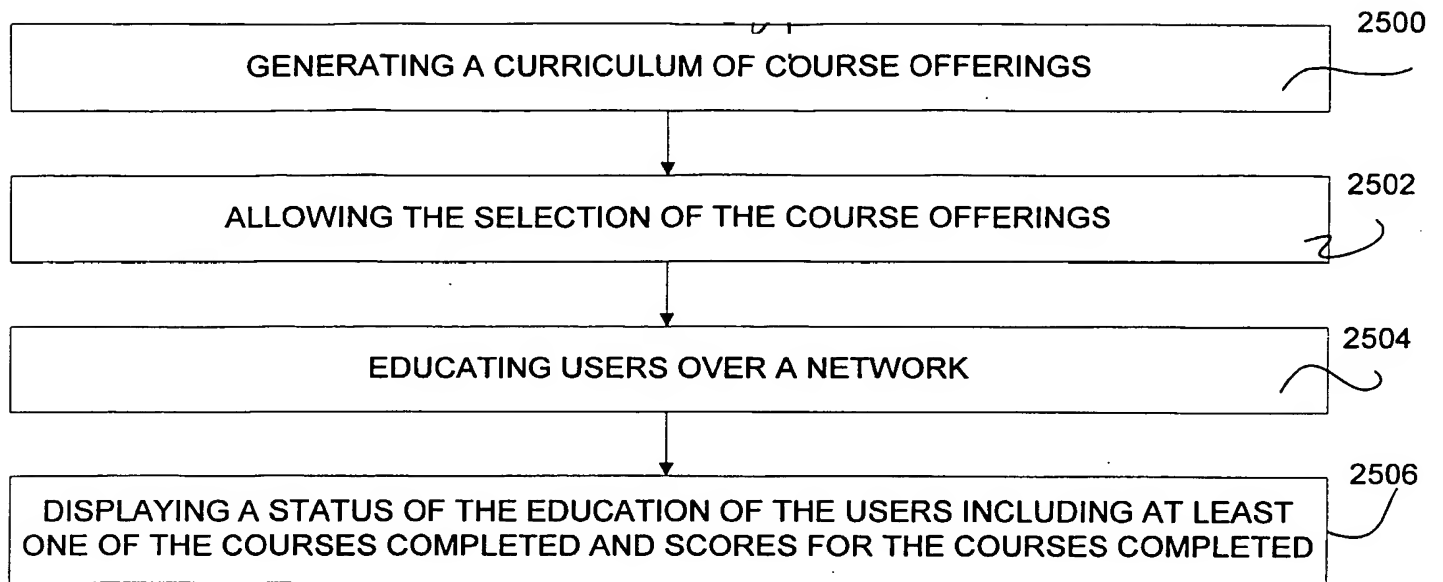 2500
GENERATING A CURRICULUM OF COURSE OFFERINGS
2502
ALLOWING THE SELECTION OF THE COURSE OFFERINGS
2504
EDUCATING USERS OVER A NETWORK
2506
DISPLAYING A STATUS OF THE EDUCATION OF THE USERS INCLUDING AT LEAST
ONE OF THE COURSES COMPLETED AND SCORES FOR THE COURSES COMPLETED